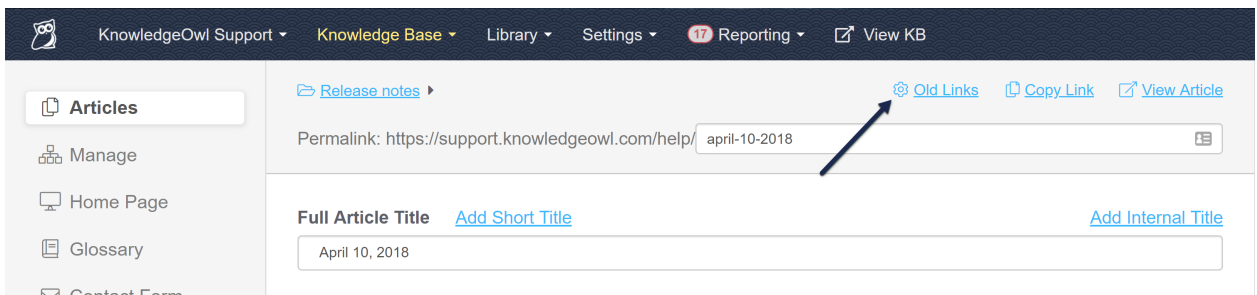 KnowledgeOwl Support Knowledge Base Library Settings 17 Reporting View KB
Articles
Manage
Home Page
Glossary
Contact Form
Release notes Old Links Copy Link View Article
Permalink: https://support.knowledgeowl.com/help/ april-10-2018
Full Article Title Add Short Title Add Internal Title
April 10, 2018